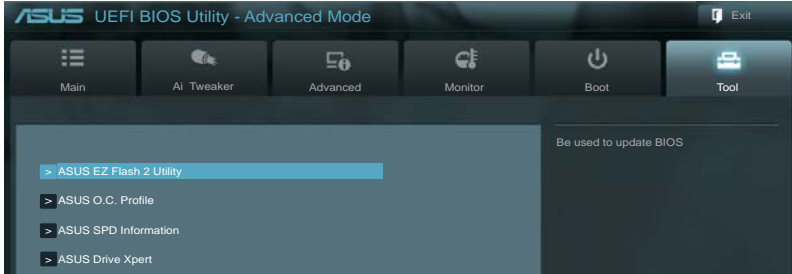 ASUS UEFI BIOS Utility - Advanced Mode
Exit
Main
Ai Tweaker
Advanced
Monitor
Boot
Tool
Be used to update BIOS
> ASUS EZ Flash 2 Utility
> ASUS O.C. Profile
> ASUS SPD Information
> ASUS Drive Xpert